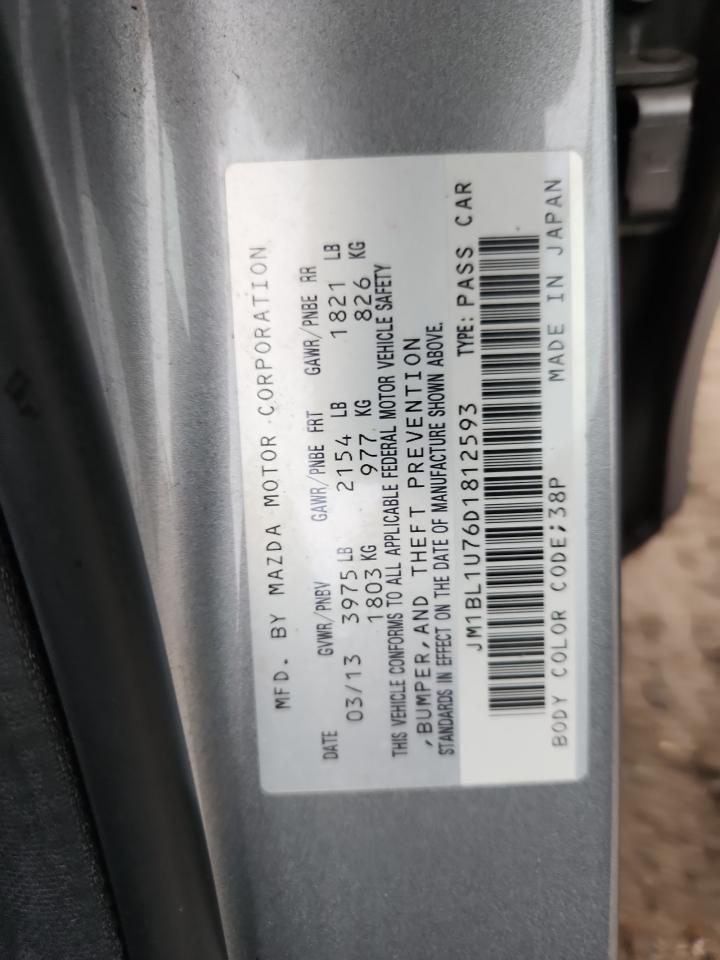 MFD. BY MAZDA MOTOR CORPORATION
DATE GVWR/PNBV GAWR/PNBE FRT GAWR/PNBE RR
03/13 3975 LB 2154 LB 1821 LB
1803 KG 977 KG 826 KG
THIS VEHICLE CONFORMS TO ALL APPLICABLE FEDERAL MOTOR VEHICLE SAFETY
,BUMPER,AND THEFT PREVENTION
STANDARDS IN EFFECT ON THE DATE OF MANUFACTURE SHOWN ABOVE.
JM1BL1U76D1812593 TYPE: PASS CAR
BODY COLOR CODE;38P MADE IN JAPAN